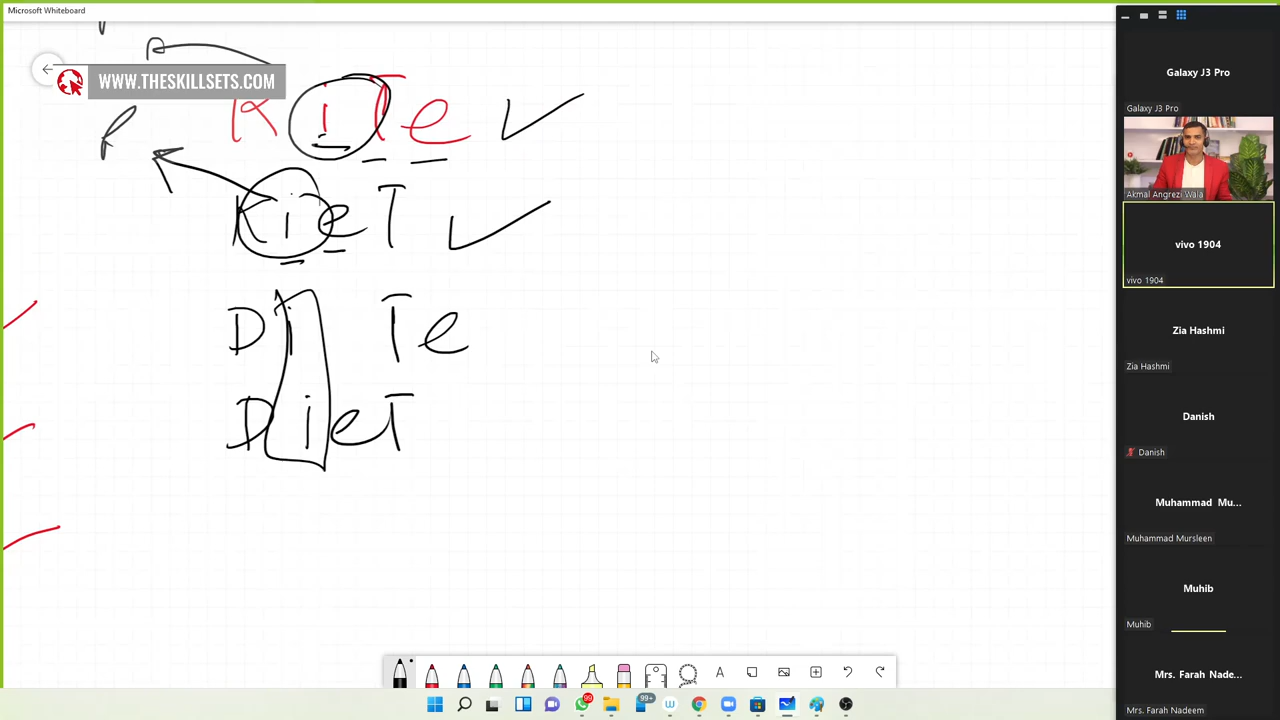 Microsoft Whiteboard
WWW.THESKILLSETS.COM
KiTe
KieT
Di Te
DieT
Galaxy J3 Pro
Galaxy J3 Pro
Akmal Angrezi Wala
vivo 1904
vivo 1904
Zia Hashmi
Zia Hashmi
Danish
Danish
Muhammad Mu...
Muhammad Mursleen
Muhib
Muhib
Mrs. Farah Nade...
Mrs. Farah Nadeem
A
99
99+